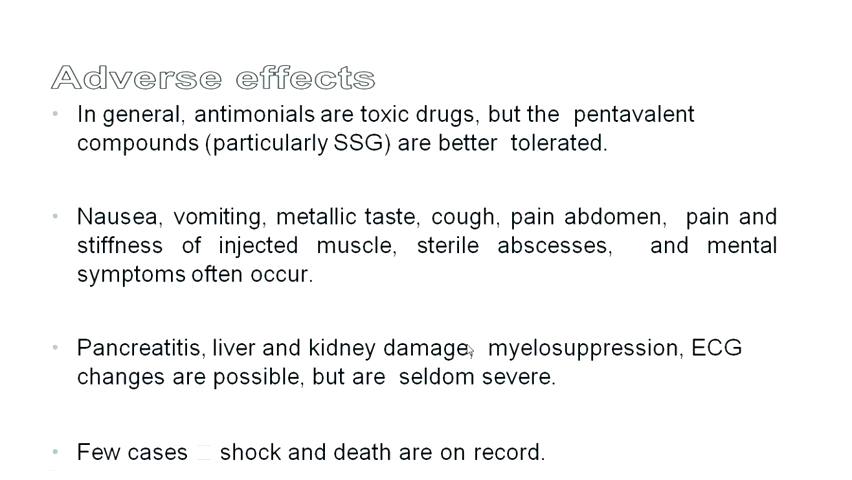 Adverse effects
• In general, antimonials are toxic drugs, but the pentavalent
compounds (particularly SSG) are better tolerated.
• Nausea, vomiting, metallic taste, cough, pain abdomen, pain and
stiffness of injected muscle, sterile abscesses, and mental
symptoms often occur.
• Pancreatitis, liver and kidney damage, myelosuppression, ECG
changes are possible, but are seldom severe.
• Few cases shock and death are on record.